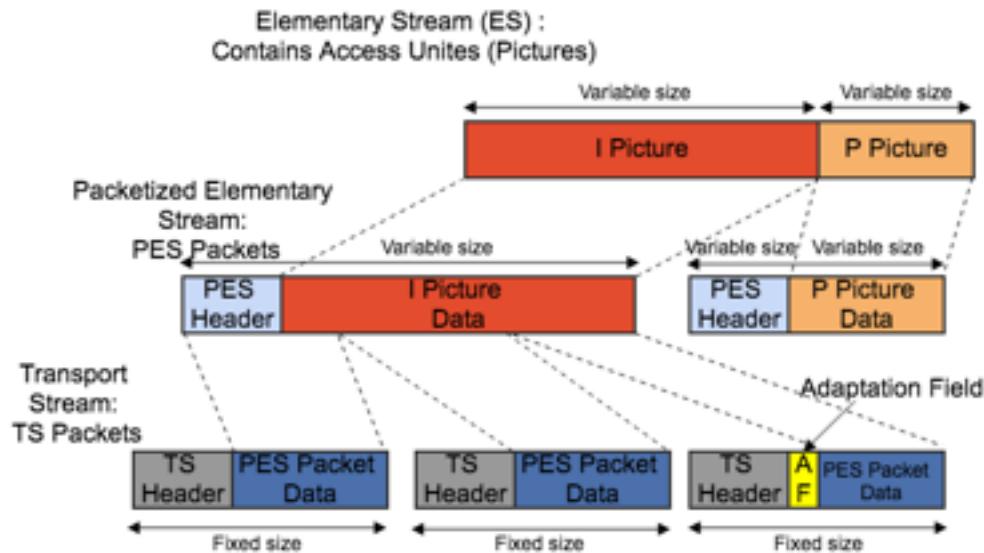 Elementary Stream (ES) :
Contains Access Unites (Pictures)
Variable size
Variable size
I Picture
P Picture
Packetized Elementary
Stream:
PES Packets
Variable size
Variable size
Variable size
PES
Header
I Picture
Data
PES
Header
P Picture
Data
Transport
Stream:
TS Packets
Adaptation Field
TS
Header
PES Packet
Data
TS
Header
PES Packet
Data
TS
Header
A
F
PES Packet
Data
Fixed size
Fixed size
Fixed size